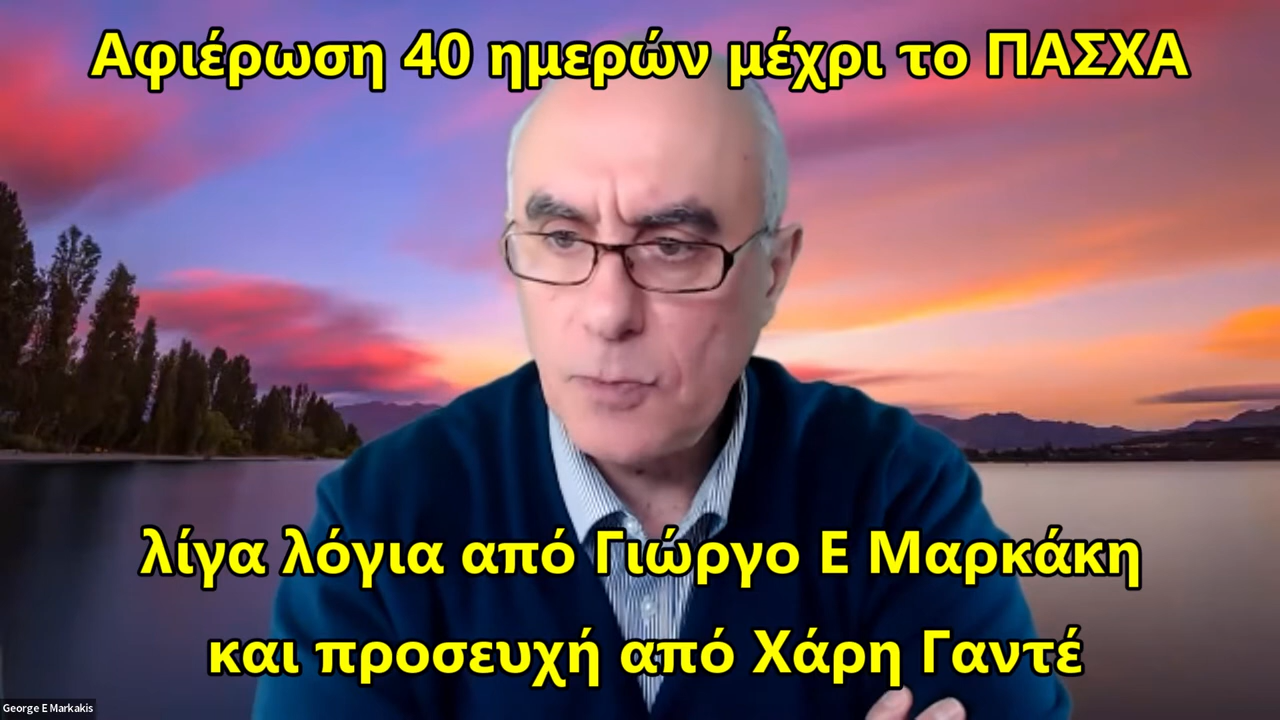 Αφιέρωση 40 ημερών μέχρι το ΠΑΣΧΑ
λίγα λόγια από Γιώργο Ε Μαρκάκη
και προσευχή από Χάρη Γαντέ
George E Markakis